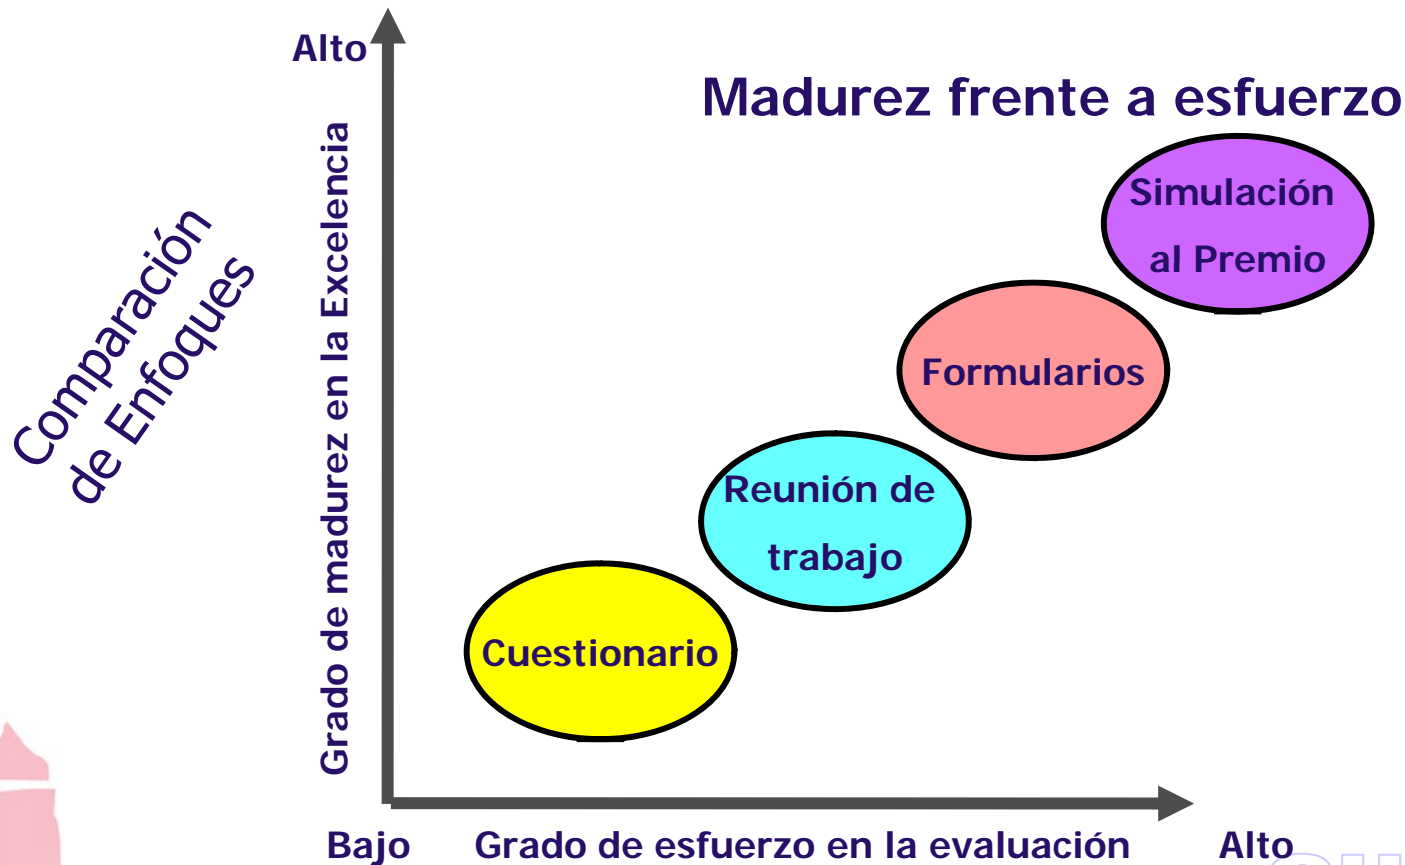 Alto
Madurez frente a esfuerzo
Simulación
al Premio
Comparación
de Enfoques
Grado de madurez en la Excelencia
Formularios
Reunión de
trabajo
Cuestionario
Bajo
Grado de esfuerzo en la evaluación
Alto